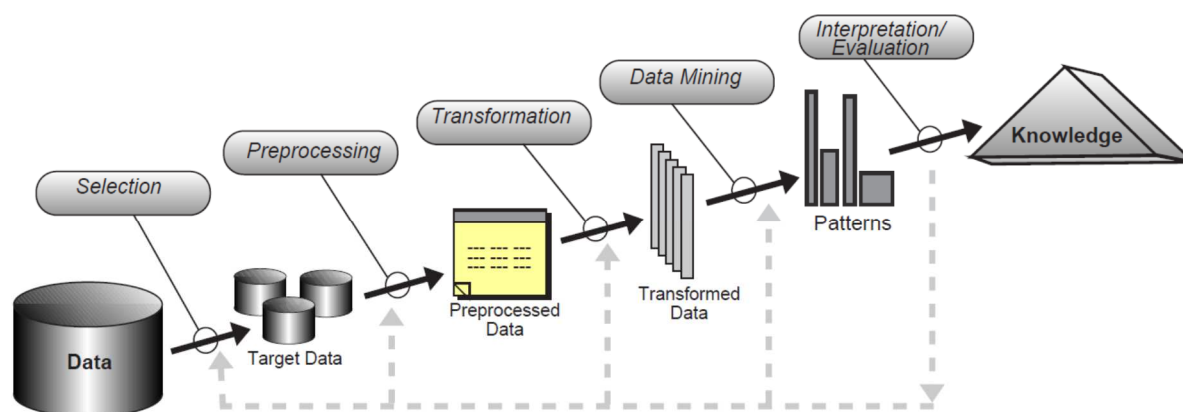 Interpretation/
Evaluation
Data Mining
Transformation
Preprocessing
Selection
Knowledge
Patterns
Transformed
Data
Preprocessed
Data
Target Data
Data